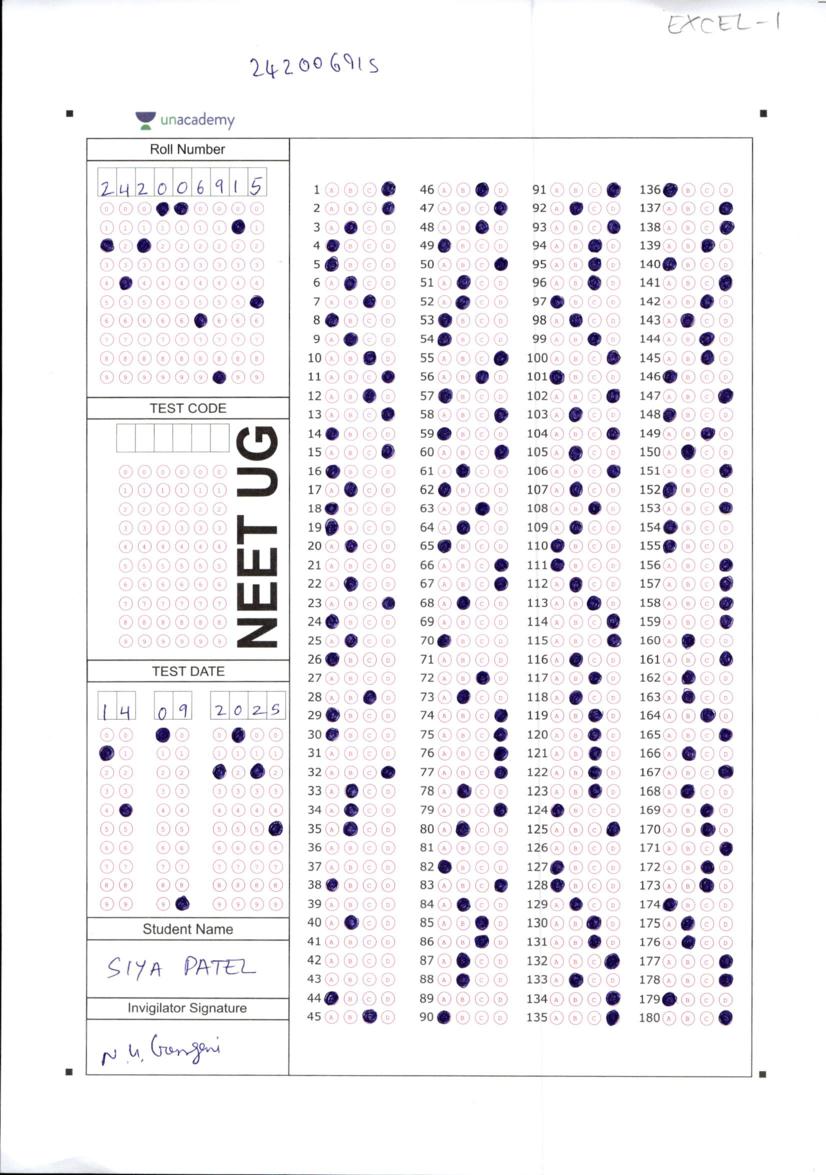 EXCEL-1
242006915
unacademy
Roll Number
2 4 2 0 0 6 9 1 5
TEST CODE
NEET UG
TEST DATE
1 4 0 9 2 0 2 5
Student Name
SIYA PATEL
Invigilator Signature
1 A B C 46 A B D 91 A B C 136 B C D
2 A B C 47 A B C 92 A C D 137 A B C
3 A C D 48 A B D 93 A B C 138 A B C
4 B C D 49 B C D 94 A B D 139 A B D
5 B C D 50 A B C 95 A B D 140 B C D
6 A C D 51 A C D 96 A B D 141 A B C
7 A B D 52 A C D 97 B C D 142 A B D
8 B C D 53 B C D 98 A C D 143 A C D
9 A C D 54 B C D 99 A B D 144 A B D
10 A B D 55 A B C 100 A B C 145 A B D
11 A B C 56 A B D 101 B C D 146 B C D
12 A B D 57 B C D 102 A B C 147 A B C
13 A B C 58 A B C 103 A C D 148 B C D
14 B C D 59 B C D 104 A B C 149 A B D
15 A B C 60 A B C 105 A C D 150 A C D
16 B C D 61 A C D 106 A B C 151 A B C
17 A C D 62 B C D 107 A C D 152 B C D
18 B C D 63 A B D 108 A B D 153 A B C
19 B C D 64 A C D 109 A C D 154 B C D
20 A C D 65 B C D 110 B C D 155 B C D
21 A B C D 66 A B C 111 B C D 156 A B C
22 A C D 67 A B C 112 A C D 157 A B C
23 A B C 68 A C D 113 A B D 158 A B C
24 B C D 69 A B C D 114 A B C 159 A B C
25 A C D 70 B C D 115 A B C 160 A C D
26 B C D 71 A B C D 116 A C D 161 A B C
27 A B C D 72 A B D 117 A B D 162 A C D
28 A B D 73 A C D 118 A C D 163 A C D
29 B C D 74 A B C 119 A B D 164 A B D
30 B C D 75 A B C 120 A B D 165 A B C
31 A B C D 76 A B C 121 A B D 166 A C D
32 A B C 77 A B C 122 A B D 167 A B C
33 A C D 78 A C D 123 A B D 168 A C D
34 A C D 79 A B C 124 B C D 169 A B D
35 A C D 80 A C D 125 A B C 170 A B D
36 A B C D 81 A B C D 126 A B C D 171 A B C
37 A B C D 82 B C D 127 B C D 172 A B D
38 B C D 83 A B C 128 B C D 173 A B D
39 A B C D 84 A C D 129 A C D 174 B C D
40 A C D 85 A B D 130 A B D 175 A C D
41 A B C D 86 A B D 131 A B D 176 A C D
42 A B C D 87 A C D 132 A B C 177 A B C
43 A B C D 88 A C D 133 A C D 178 A B C
44 B C D 89 A B C D 134 A B C 179 B C D
45 A B D 90 B C D 135 A B C 180 A B C